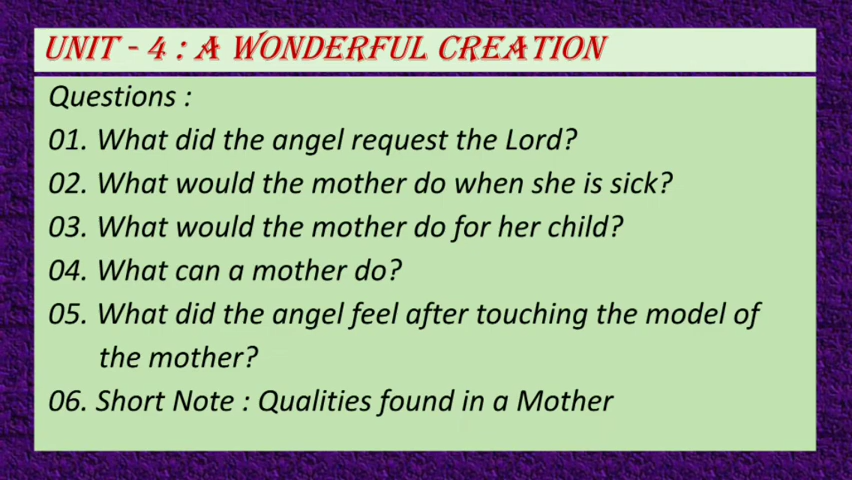 UNIT - 4 : A WONDERFUL CREATION
Questions :
01. What did the angel request the Lord?
02. What would the mother do when she is sick?
03. What would the mother do for her child?
04. What can a mother do?
05. What did the angel feel after touching the model of
the mother?
06. Short Note : Qualities found in a Mother